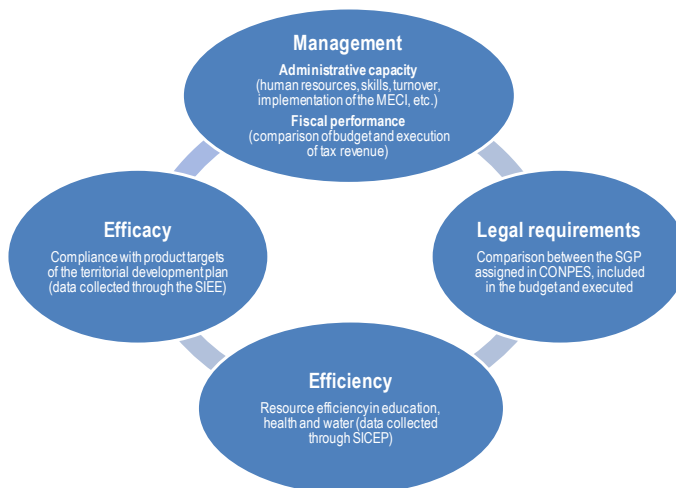 Management
Administrative capacity
(human resources, skills, turnover,
implementation of the MECI, etc.)
Fiscal performance
(comparison of budget and execution
of tax revenue)
Efficacy
Compliance with product targets
of the territorial development plan
(data collected through the SIEE)
Legal requirements
Comparison between the SGP
assigned in CONPES, included
in the budget and executed
Efficiency
Resource efficiency in education,
health and water (data collected
through SICEP)